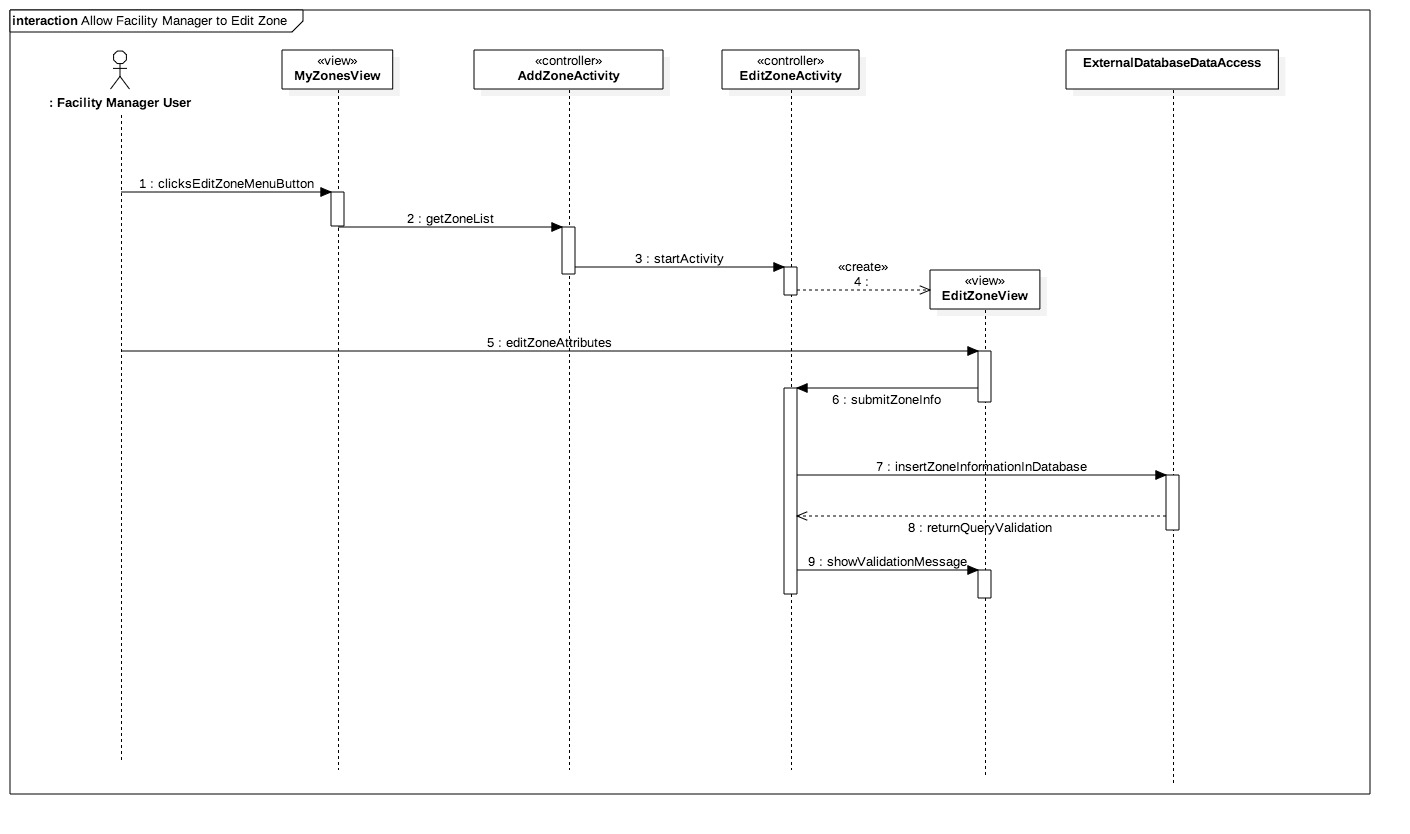 interaction Allow Facility Manager to Edit Zone
: Facility Manager User
«view»
MyZonesView
«controller»
AddZoneActivity
«controller»
EditZoneActivity
ExternalDatabaseDataAccess
1 : clicksEditZoneMenuButton
2 : getZoneList
3 : startActivity
«create»
4 :
«view»
EditZoneView
5 : editZoneAttributes
6 : submitZoneInfo
7 : insertZoneInformationInDatabase
8 : returnQueryValidation
9 : showValidationMessage